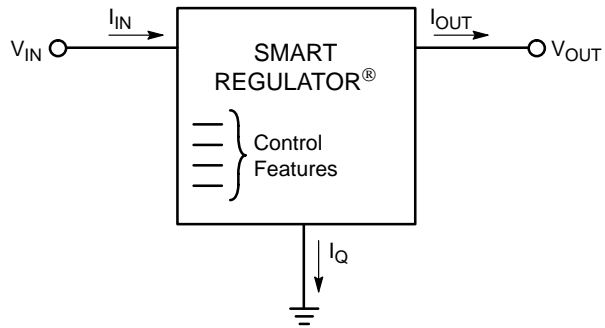 I_IN
I_OUT
V_IN
SMART
REGULATOR®
V_OUT
Control
Features
I_Q